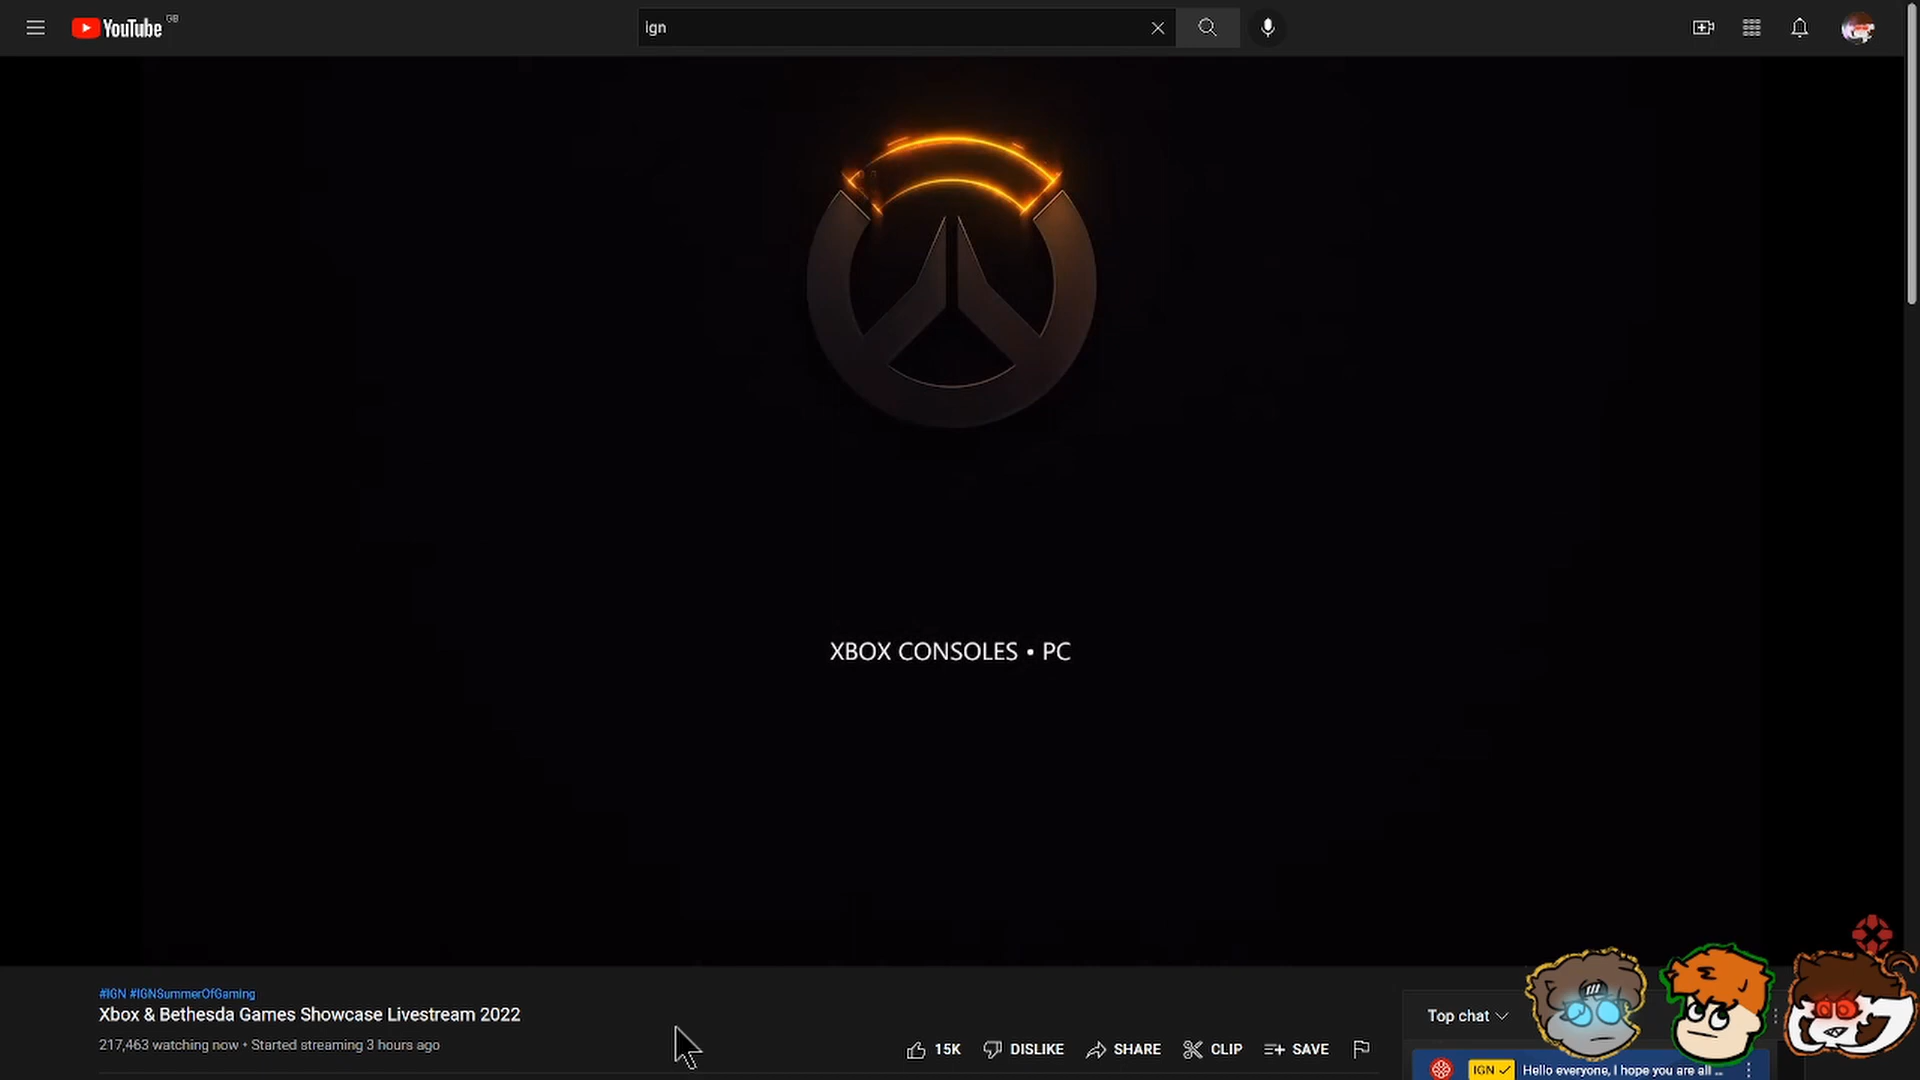 YouTube GB
ign
XBOX CONSOLES • PC
#IGN #IGNSummerOfGaming
Xbox & Bethesda Games Showcase Livestream 2022
217,463 watching now • Started streaming 3 hours ago
15K DISLIKE SHARE CLIP SAVE
Top chat
IGN Hello everyone, I hope you are all ...